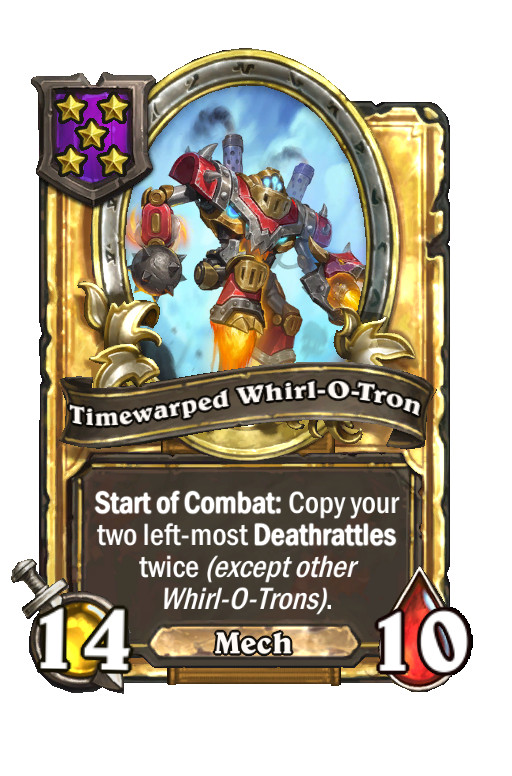 Timewarped Whirl-O-Tron
Start of Combat: Copy your
two left-most Deathrattles
twice (except other
Whirl-O-Trons).
14
Mech
10